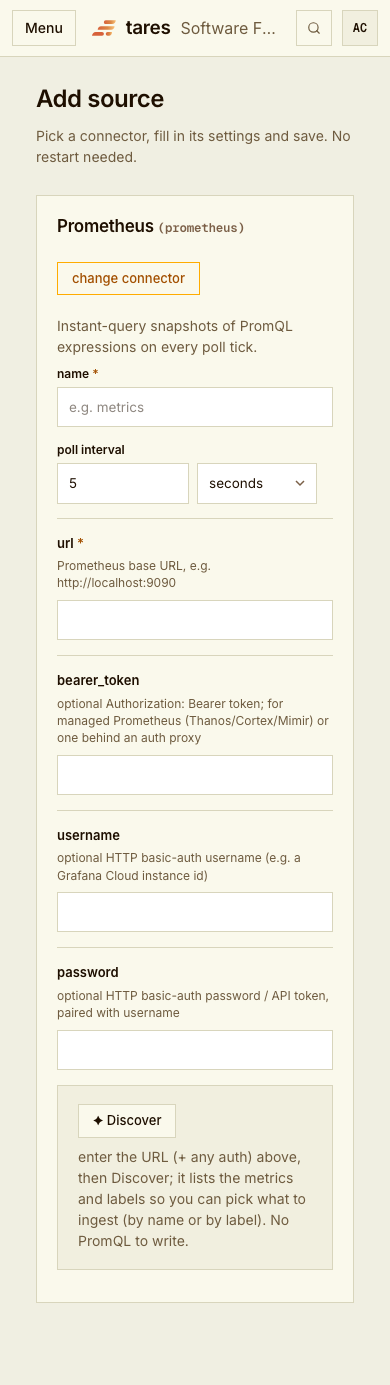 Menu
tares Software F...
AC
Add source
Pick a connector, fill in its settings and save. No
restart needed.
Prometheus (prometheus)
change connector
Instant-query snapshots of PromQL
expressions on every poll tick.
name *
e.g. metrics
poll interval
5
seconds
url *
Prometheus base URL, e.g.
http://localhost:9090
bearer_token
optional Authorization: Bearer token; for
managed Prometheus (Thanos/Cortex/Mimir) or
one behind an auth proxy
username
optional HTTP basic-auth username (e.g. a
Grafana Cloud instance id)
password
optional HTTP basic-auth password / API token,
paired with username
✦ Discover
enter the URL (+ any auth) above,
then Discover; it lists the metrics
and labels so you can pick what to
ingest (by name or by label). No
PromQL to write.